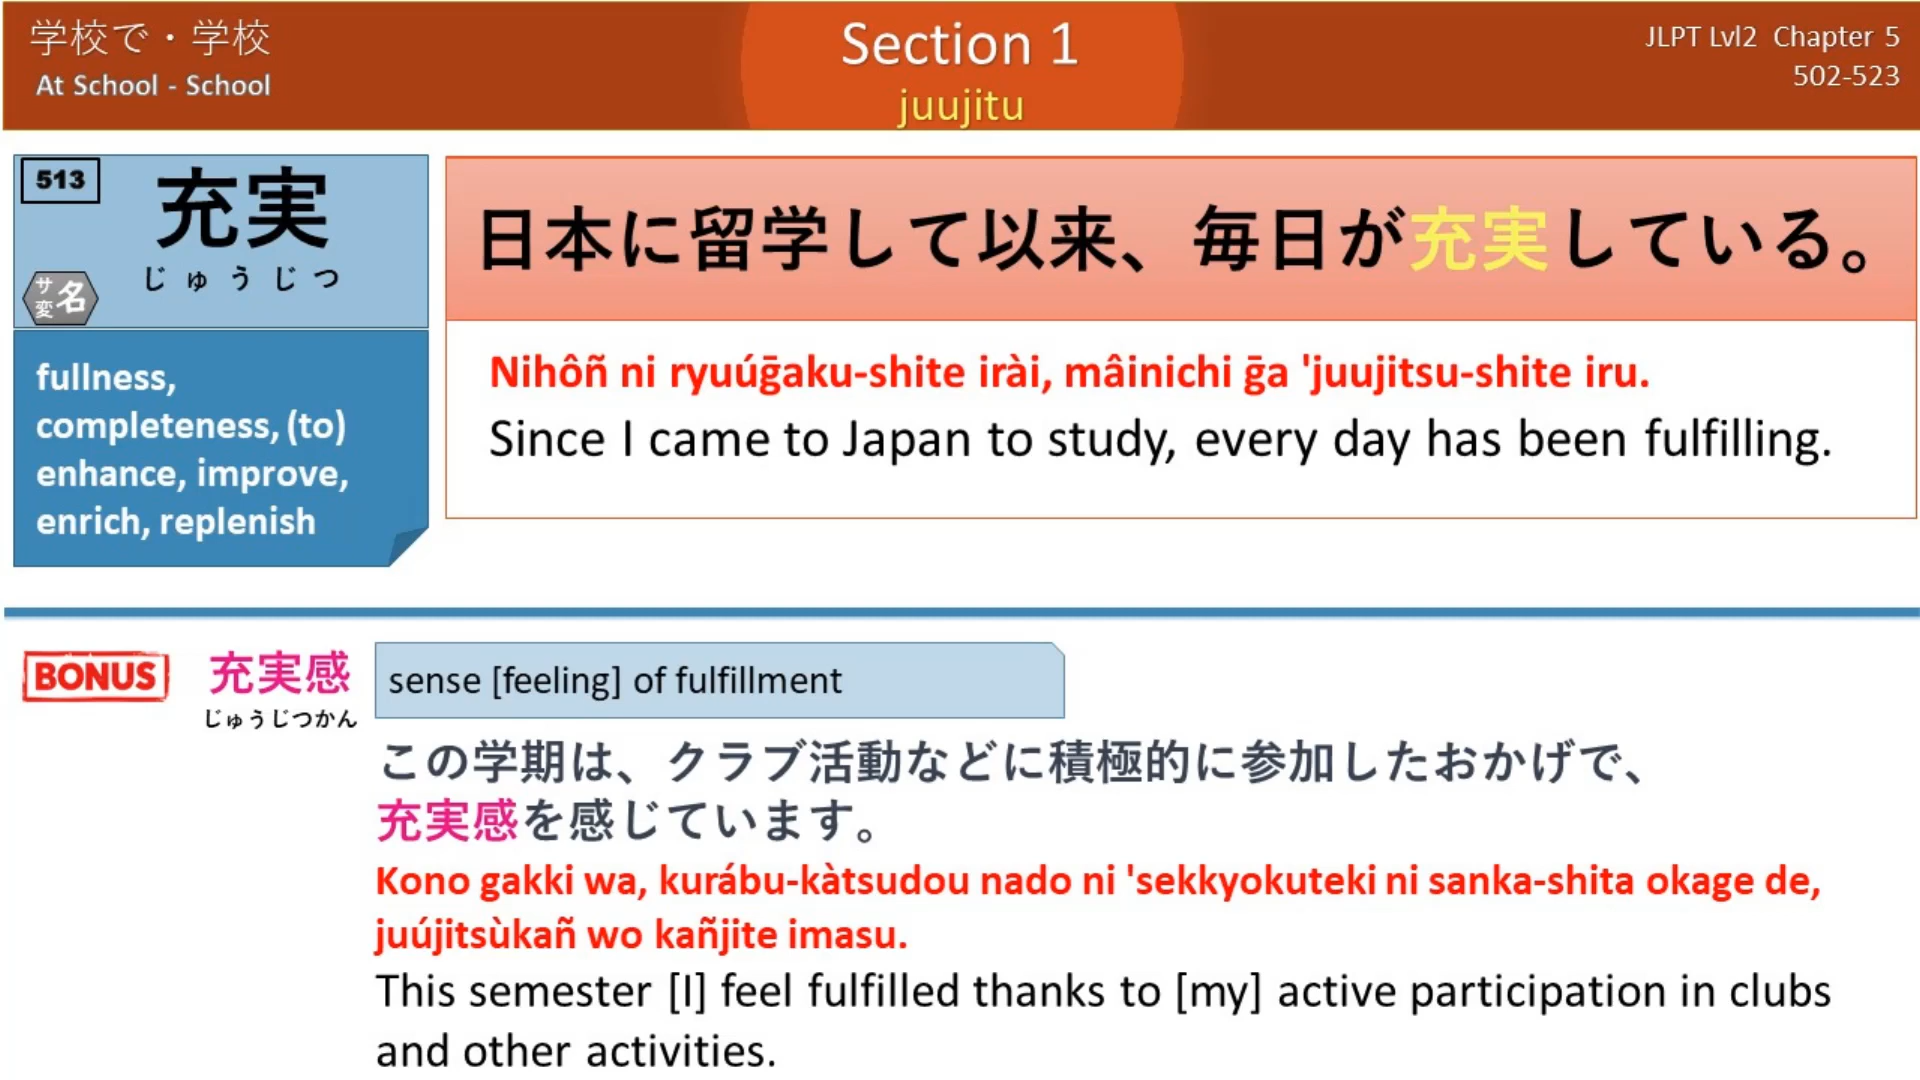 学校で・学校
At School - School
Section 1
juujitu
JLPT Lvl2 Chapter 5
502-523
513
充実
じゅうじつ
サ変 名
fullness,
completeness, (to)
enhance, improve,
enrich, replenish
日本に留学して以来、毎日が充実している。
Nihôñ ni ryuúḡaku-shite irài, mâinichi ḡa 'juujitsu-shite iru.
Since I came to Japan to study, every day has been fulfilling.
BONUS
充実感
じゅうじつかん
sense [feeling] of fulfillment
この学期は、クラブ活動などに積極的に参加したおかげで、
充実感を感じています。
Kono gakki wa, kurábu-kàtsudou nado ni 'sekkyokuteki ni sanka-shita okage de,
juújitsùkañ wo kañjite imasu.
This semester [I] feel fulfilled thanks to [my] active participation in clubs
and other activities.